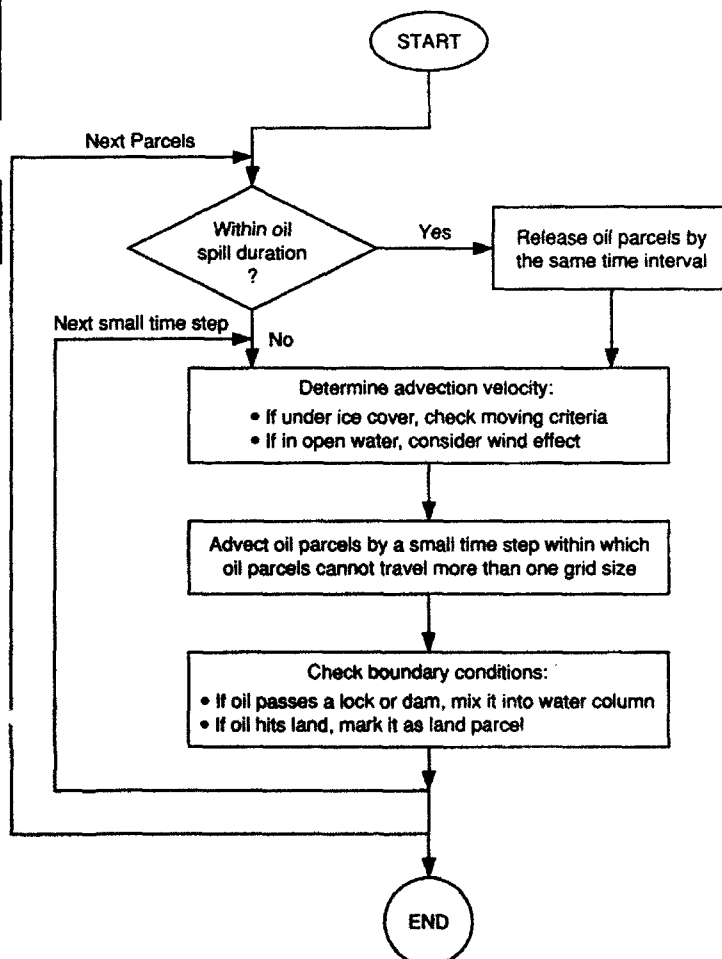 START
Next Parcels
Within oil
spill duration
?
Yes
Release oil parcels by
the same time interval
Next small time step
No
Determine advection velocity:
• If under ice cover, check moving criteria
• If in open water, consider wind effect
Advect oil parcels by a small time step within which
oil parcels cannot travel more than one grid size
Check boundary conditions:
• If oil passes a lock or dam, mix it into water column
• If oil hits land, mark it as land parcel
END